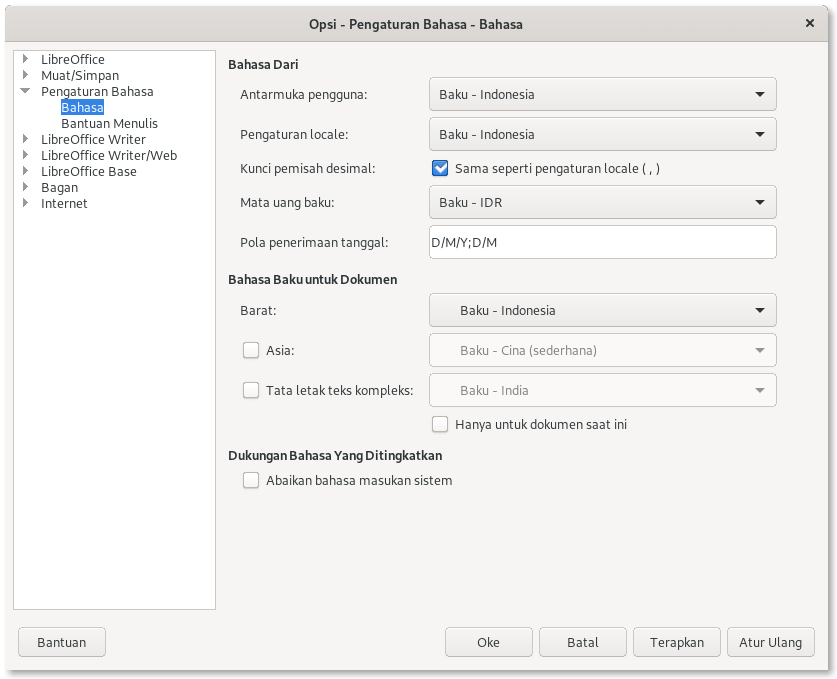 Opsi - Pengaturan Bahasa - Bahasa
LibreOffice
Muat/Simpan
Pengaturan Bahasa
Bahasa
Bantuan Menulis
LibreOffice Writer
LibreOffice Writer/Web
LibreOffice Base
Bagan
Internet
Bahasa Dari
Antarmuka pengguna: Baku - Indonesia
Pengaturan locale: Baku - Indonesia
Kunci pemisah desimal: Sama seperti pengaturan locale ( , )
Mata uang baku: Baku - IDR
Pola penerimaan tanggal: D/M/Y;D/M
Bahasa Baku untuk Dokumen
Barat: Baku - Indonesia
Asia: Baku - Cina (sederhana)
Tata letak teks kompleks: Baku - India
Hanya untuk dokumen saat ini
Dukungan Bahasa Yang Ditingkatkan
Abaikan bahasa masukan sistem
Bantuan Oke Batal Terapkan Atur Ulang